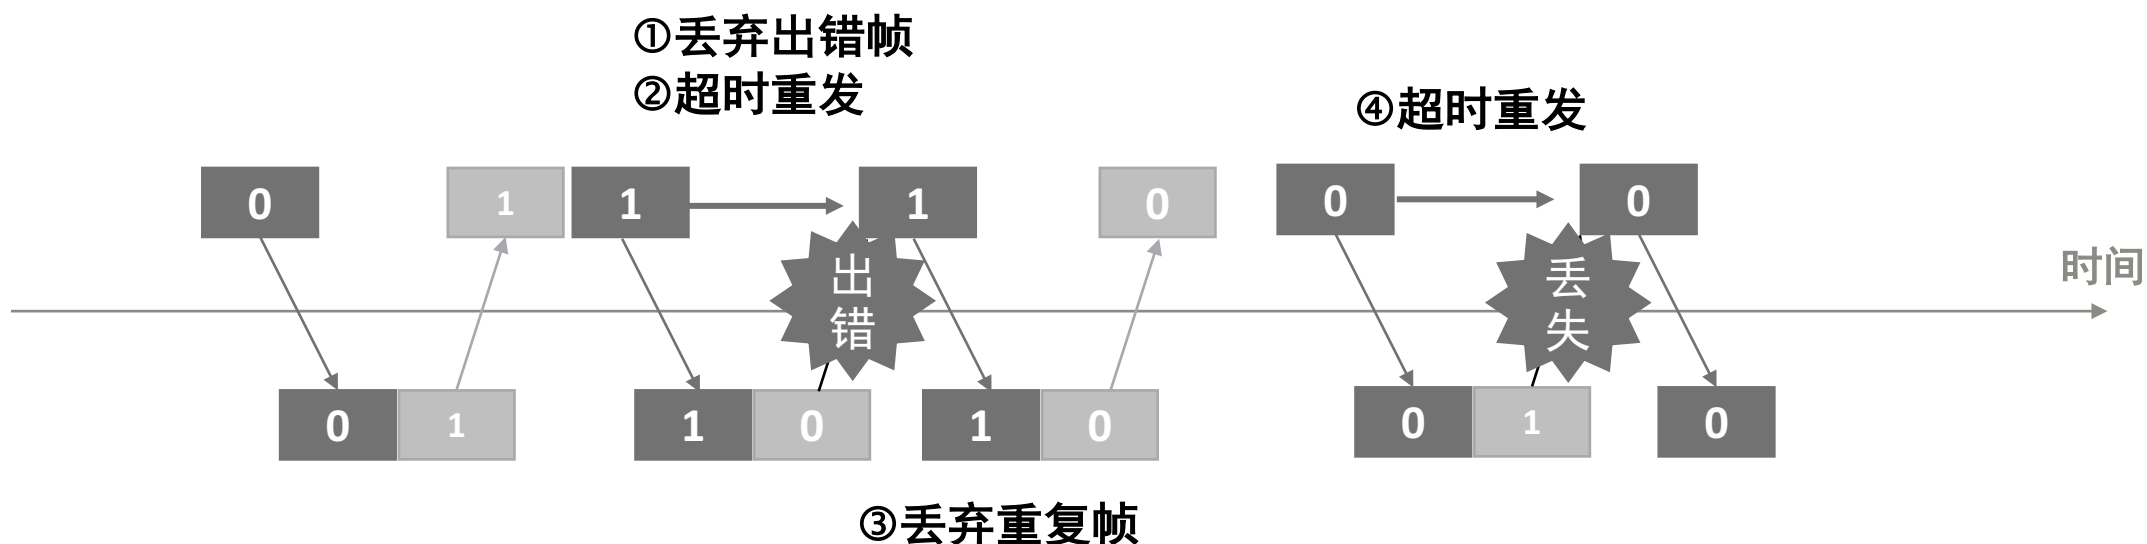 ①丢弃出错帧
②超时重发
④超时重发
0 1 1 1 0 0 0
出
错
丢
失
时间
0 1 1 0 1 0 0 1 0
③丢弃重复帧